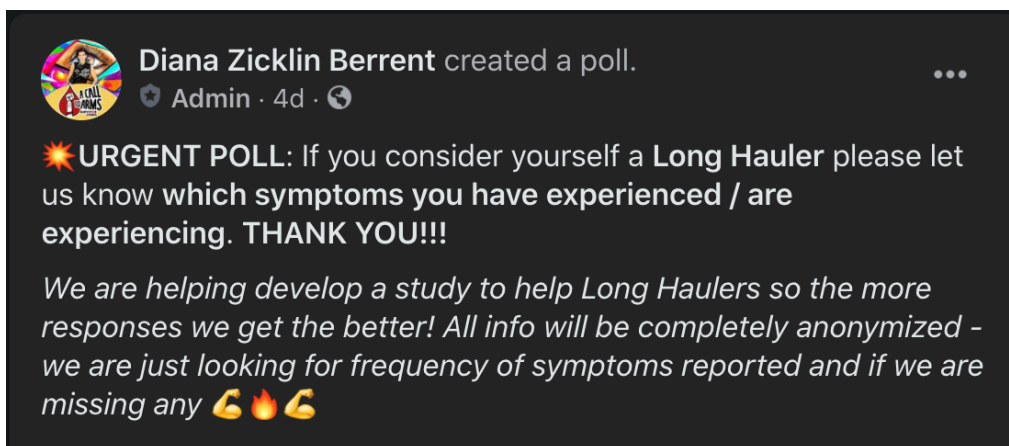 Diana Zicklin Berrent created a poll.
Admin · 4d ·
💥URGENT POLL: If you consider yourself a Long Hauler please let
us know which symptoms you have experienced / are
experiencing. THANK YOU!!!
We are helping develop a study to help Long Haulers so the more
responses we get the better! All info will be completely anonymized -
we are just looking for frequency of symptoms reported and if we are
missing any 💪🔥💪
A CALL
ARMS